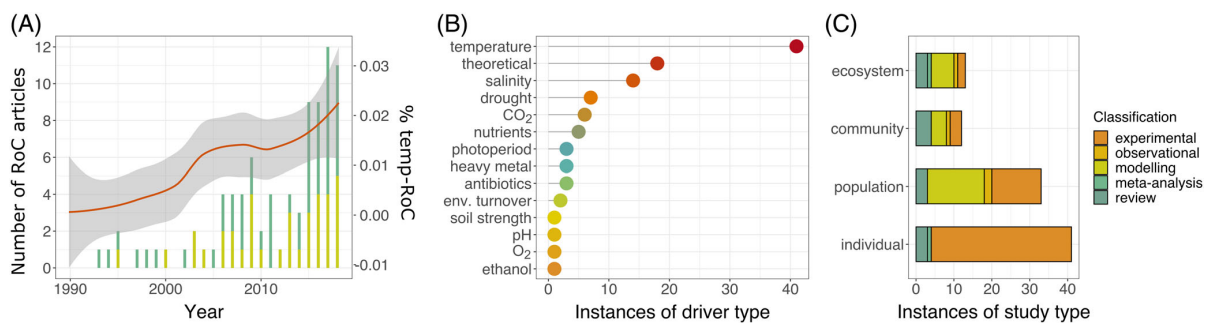 (A)
Number of RoC articles
12
10
8
6
4
2
0
0.03
0.02
0.01
0.00
-0.01
% temp-RoC
1990
2000
2010
Year
(B)
temperature
theoretical
salinity
drought
CO2
nutrients
photoperiod
heavy metal
antibiotics
env. turnover
soil strength
pH
O2
ethanol
0
10
20
30
40
Instances of driver type
(C)
ecosystem
community
population
individual
0
10
20
30
40
Instances of study type
Classification
experimental
observational
modelling
meta-analysis
review